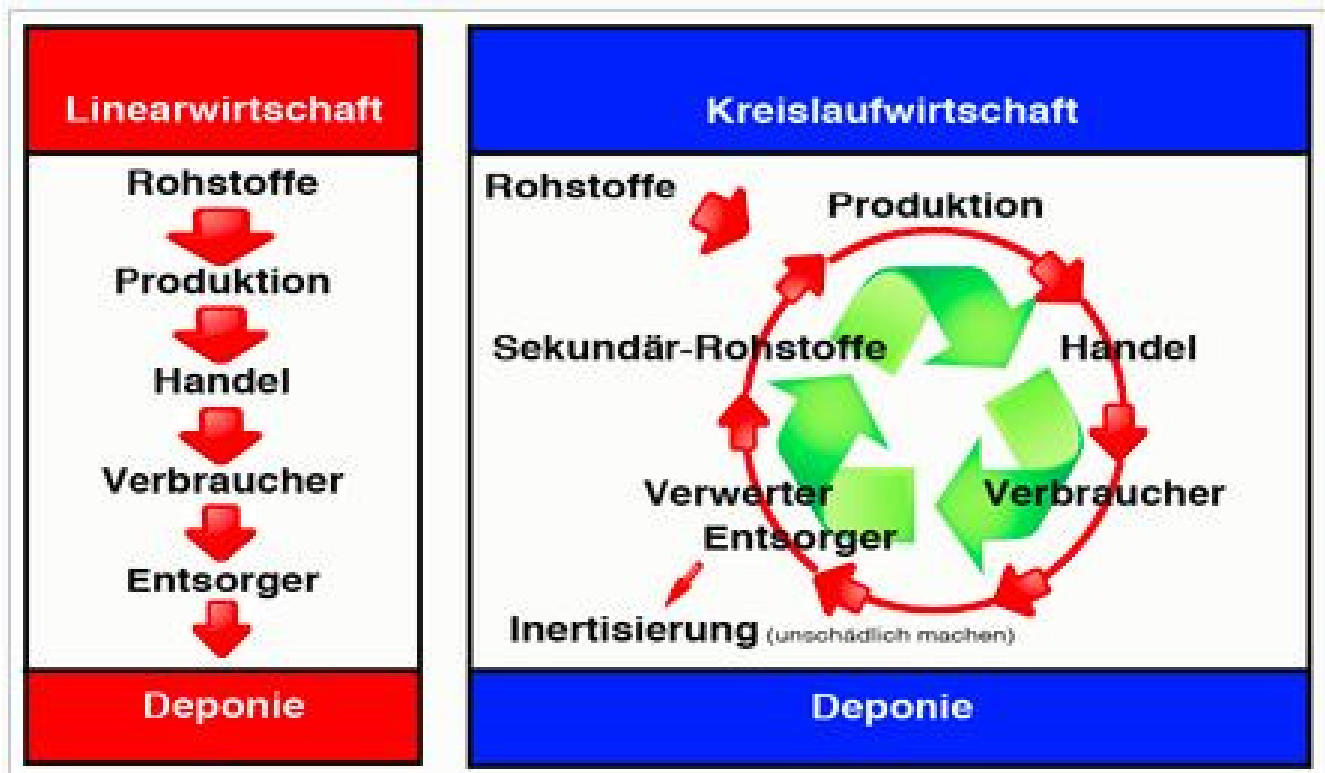 Linearwirtschaft
Rohstoffe
Produktion
Handel
Verbraucher
Entsorger
Deponie
Kreislaufwirtschaft
Rohstoffe
Produktion
Sekundär-Rohstoffe
Handel
Verwerter
Verbraucher
Entsorger
Inertisierung (unschädlich machen)
Deponie